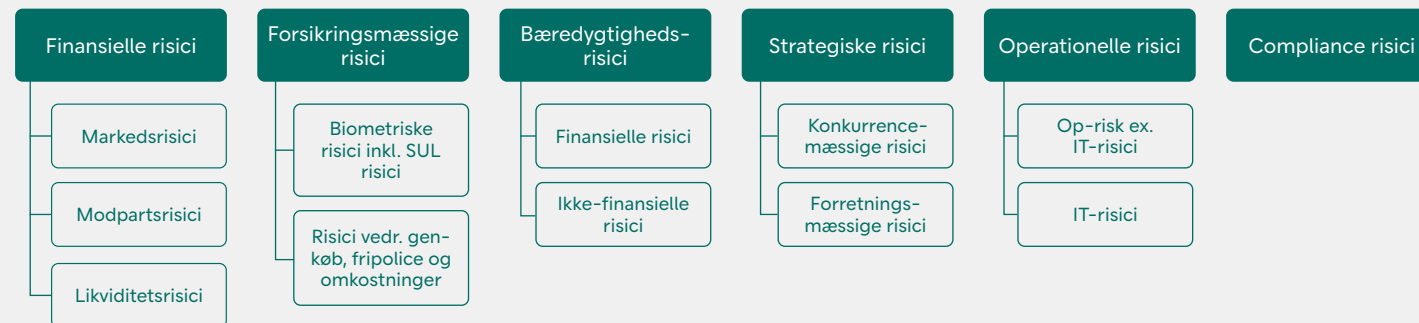 Finansielle risici
Markedsrisici
Modpartsrisici
Likviditetsrisici
Forsikringsmæssige
risici
Biometriske
risici inkl. SUL
risici
Risici vedr. gen-
køb, fripolice og
omkostninger
Bæredygtigheds-
risici
Finansielle risici
Ikke-finansielle
risici
Strategiske risici
Konkurrence-
mæssige risici
Forretnings-
mæssige risici
Operationelle risici
Op-risk ex.
IT-risici
IT-risici
Compliance risici